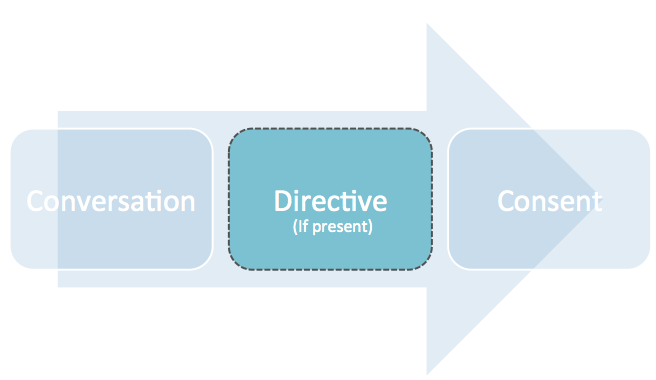 Conversation
Directive
(If present)
Consent